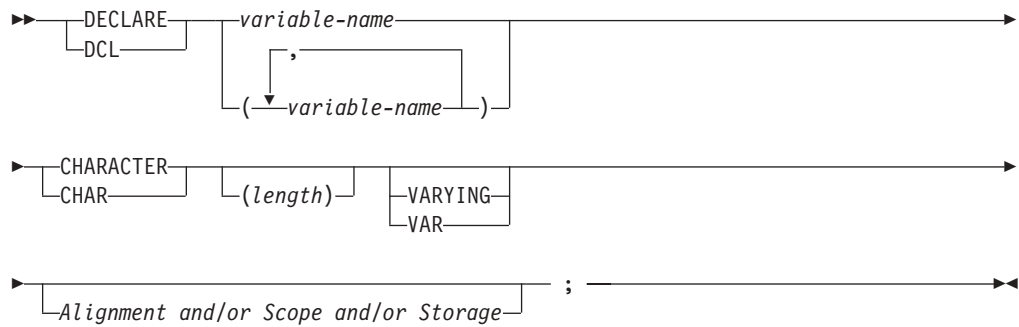 DECLARE variable-name
DCL ,
( variable-name )
CHARACTER
CHAR (length) VARYING
VAR
;
Alignment and/or Scope and/or Storage